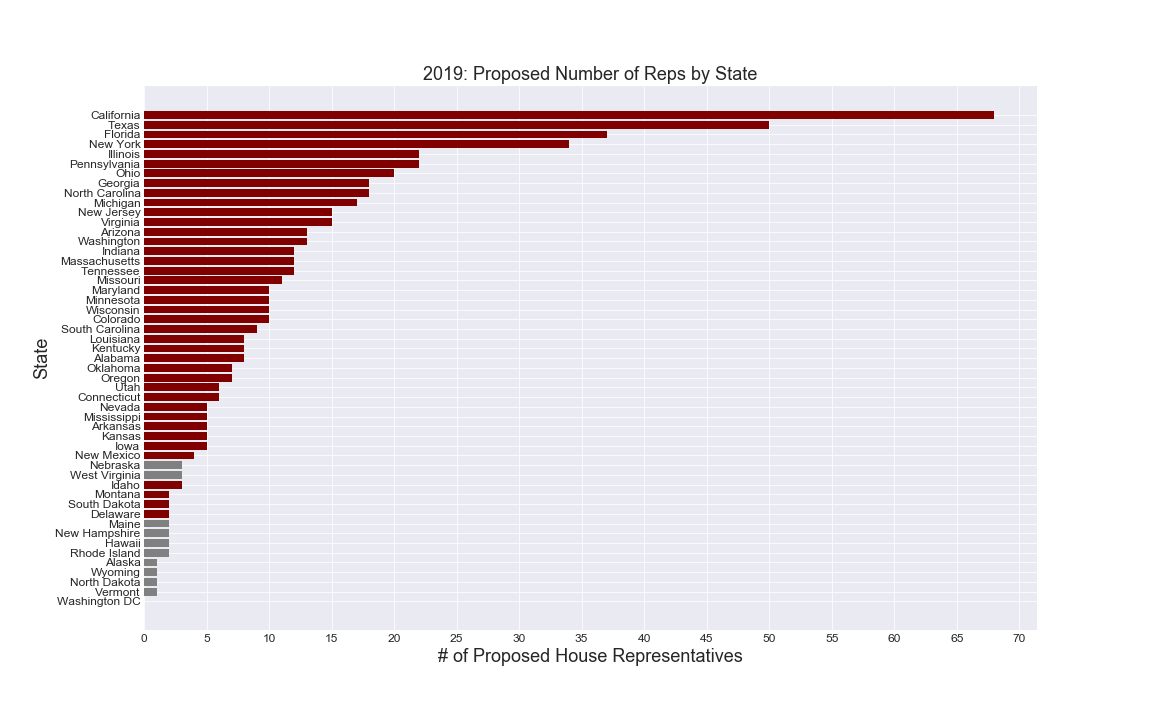 2019: Proposed Number of Reps by State
State
California
Texas
Florida
New York
Illinois
Pennsylvania
Ohio
Georgia
North Carolina
Michigan
New Jersey
Virginia
Arizona
Washington
Indiana
Massachusetts
Tennessee
Missouri
Maryland
Minnesota
Wisconsin
Colorado
South Carolina
Louisiana
Kentucky
Alabama
Oklahoma
Oregon
Utah
Connecticut
Nevada
Mississippi
Arkansas
Kansas
Iowa
New Mexico
Nebraska
West Virginia
Idaho
Montana
South Dakota
Delaware
Maine
New Hampshire
Hawaii
Rhode Island
Alaska
Wyoming
North Dakota
Vermont
Washington DC
0 5 10 15 20 25 30 35 40 45 50 55 60 65 70
# of Proposed House Representatives